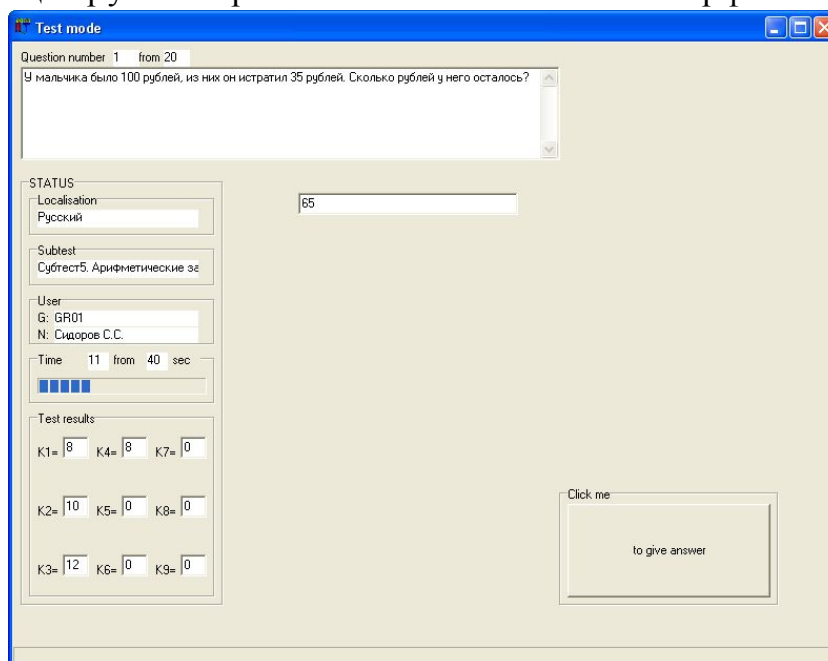 Test mode
Question number 1 from 20
У мальчика было 100 рублей, из них он истратил 35 рублей. Сколько рублей у него осталось?
STATUS
Localisation
Русский
65
Subtest
Субтест5. Арифметические за
User
G: GR01
N: Сидоров С.С.
Time 11 from 40 sec
Test results
K1= 8 K4= 8 K7= 0
K2= 10 K5= 0 K8= 0
K3= 12 K6= 0 K9= 0
Click me
to give answer